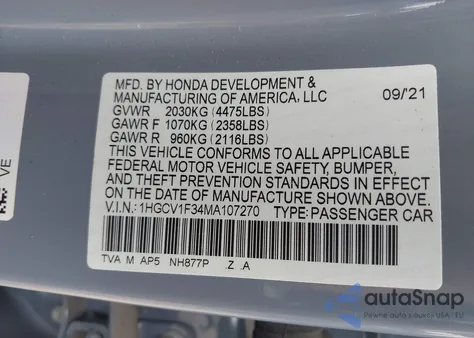 MFD. BY HONDA DEVELOPMENT &
MANUFACTURING OF AMERICA, LLC 09/21
GVWR 2030KG (4475LBS)
GAWR F 1070KG (2358LBS)
GAWR R 960KG (2116LBS)
THIS VEHICLE CONFORMS TO ALL APPLICABLE
FEDERAL MOTOR VEHICLE SAFETY, BUMPER,
AND THEFT PREVENTION STANDARDS IN EFFECT
ON THE DATE OF MANUFACTURE SHOWN ABOVE.
V.I.N.: 1HGCV1F34MA107270 TYPE: PASSENGER CAR
TVA M AP5 NH877P .Z .A
VE
autoSnap